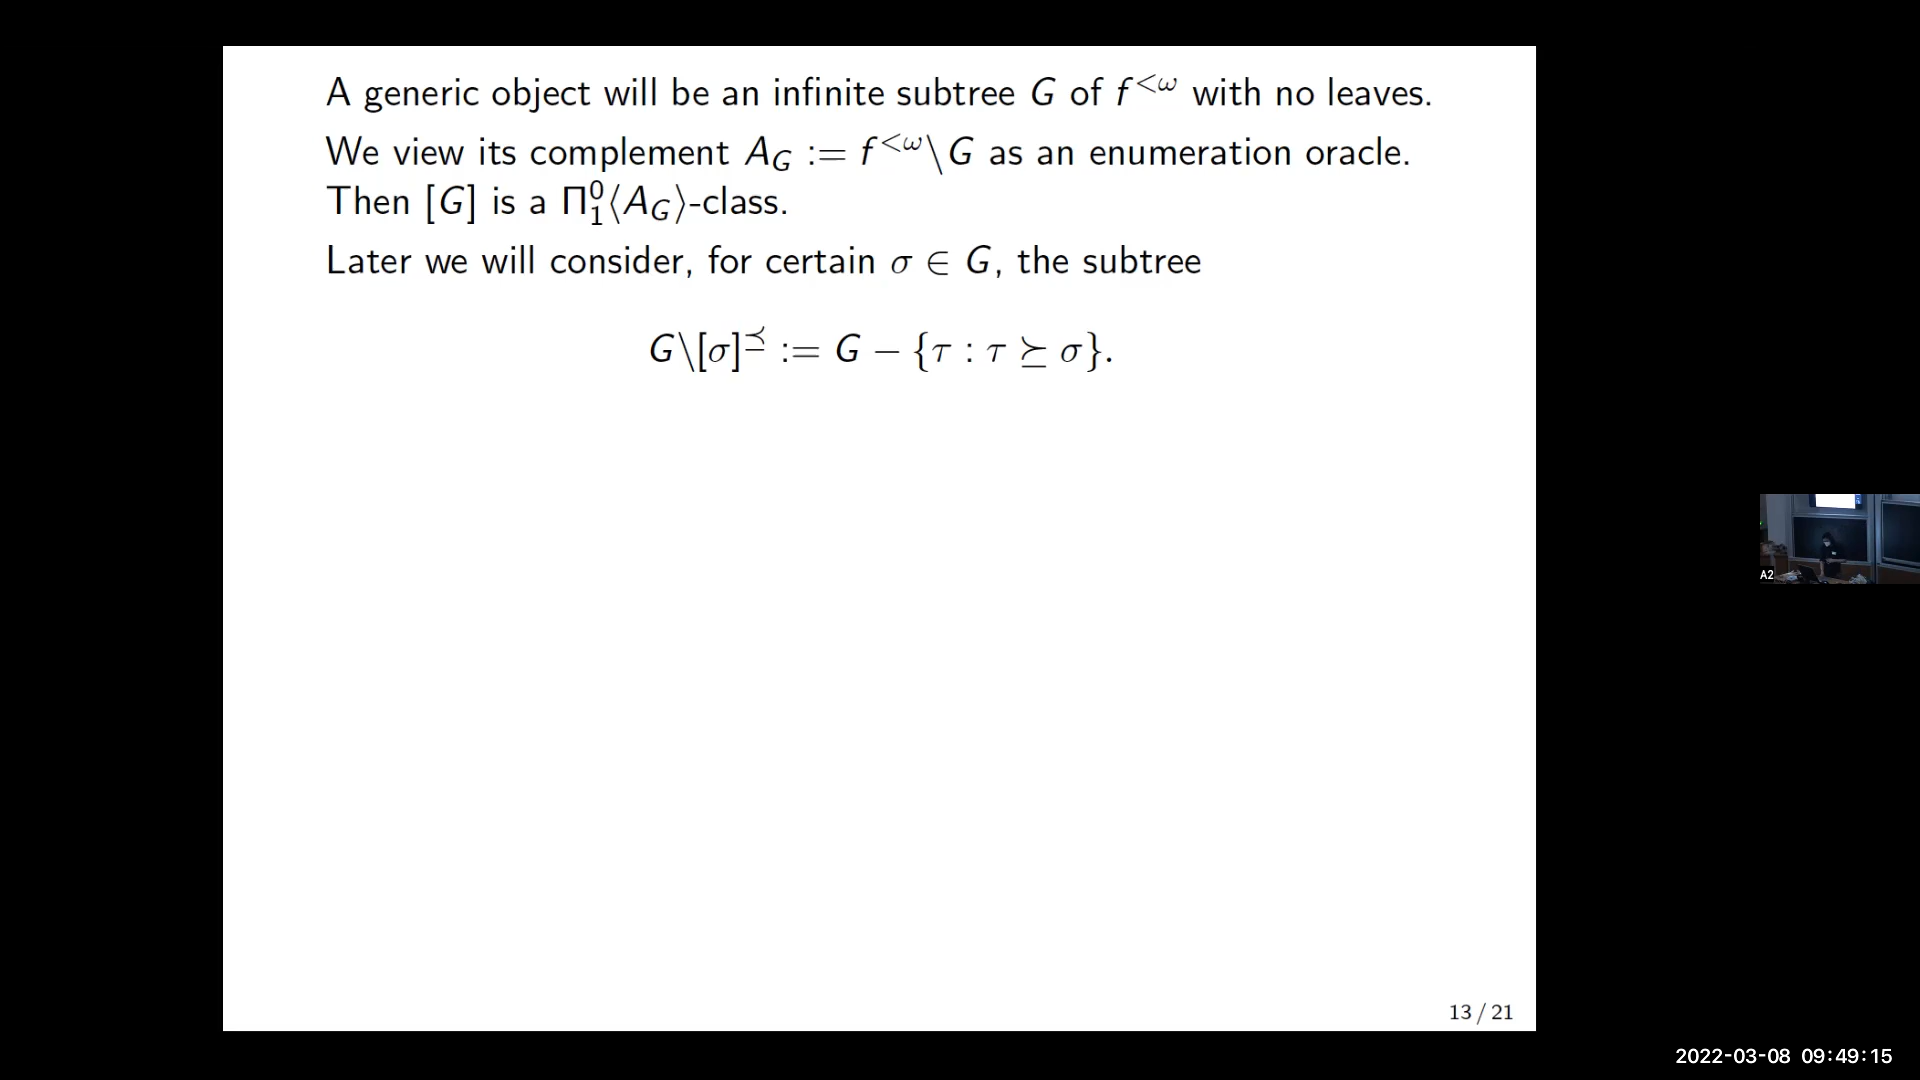 A generic object will be an infinite subtree G of f^{<ω} with no leaves.
We view its complement A_G := f^{<ω}\G as an enumeration oracle.
Then [G] is a Π^0_1⟨A_G⟩-class.
Later we will consider, for certain σ ∈ G, the subtree
G\[σ]^⪯ := G − {τ : τ ⪰ σ}.
A2
13 / 21
2022-03-08 09:49:15